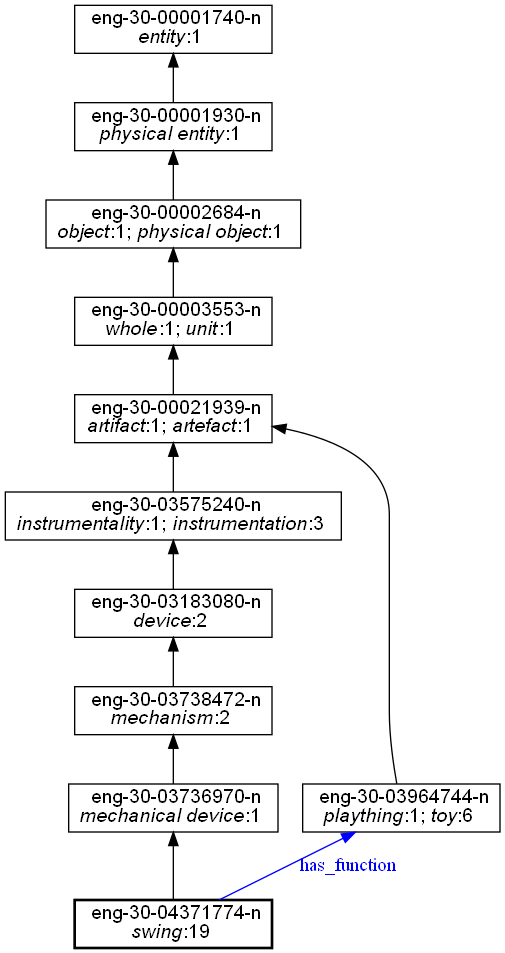 eng-30-00001740-n
entity:1
eng-30-00001930-n
physical entity:1
eng-30-00002684-n
object:1; physical object:1
eng-30-00003553-n
whole:1; unit:1
eng-30-00021939-n
artifact:1; artefact:1
eng-30-03575240-n
instrumentality:1; instrumentation:3
eng-30-03183080-n
device:2
eng-30-03738472-n
mechanism:2
eng-30-03736970-n
mechanical device:1
eng-30-03964744-n
plaything:1; toy:6
has_function
eng-30-04371774-n
swing:19